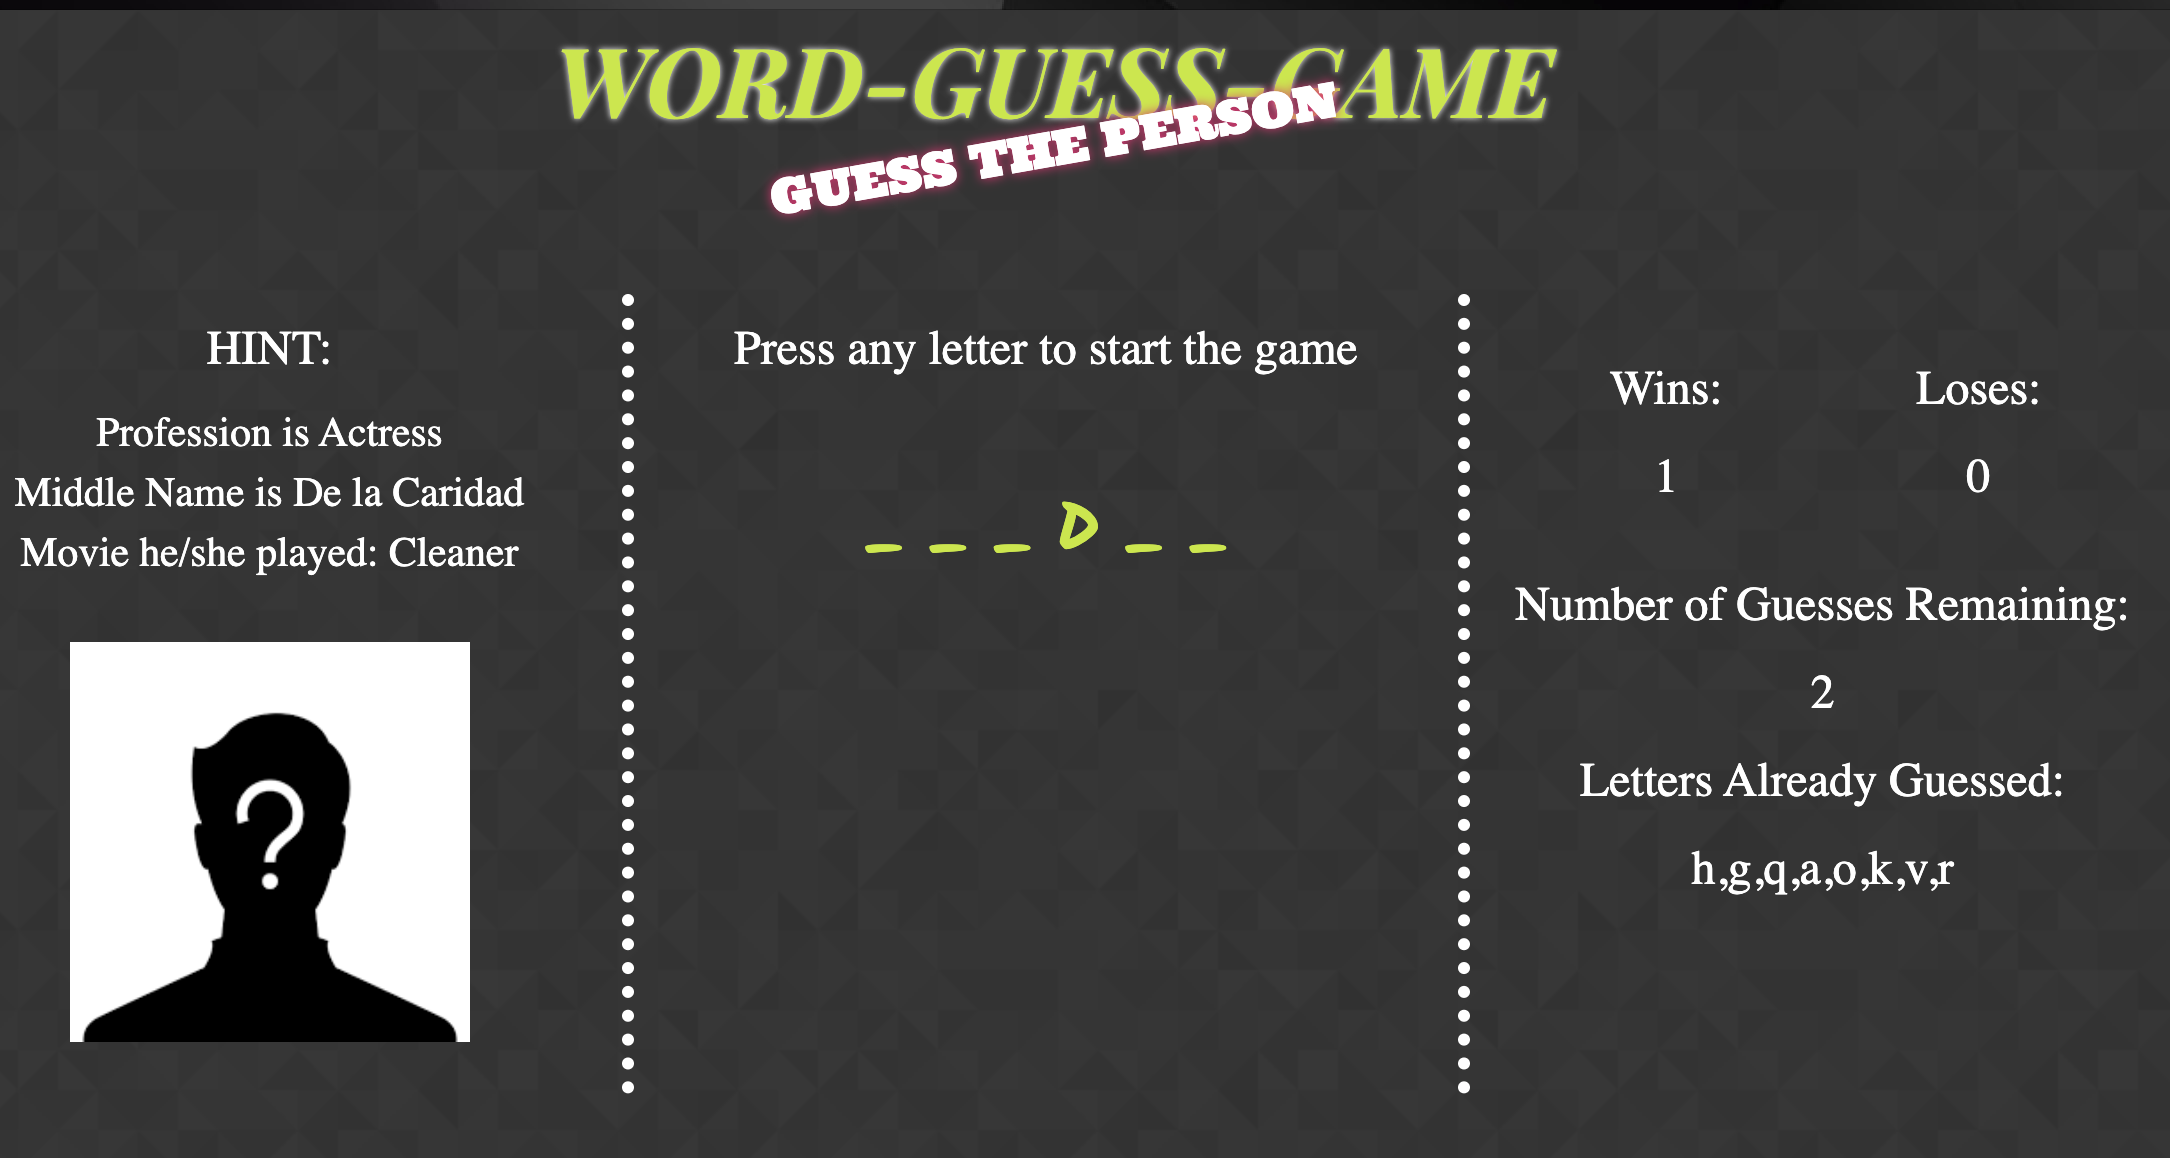 WORD-GUESS-GAME
GUESS THE PERSON
HINT:
Profession is Actress
Middle Name is De la Caridad
Movie he/she played: Cleaner
?
Press any letter to start the game
_ _ _ D _ _
Wins:
Loses:
1
0
Number of Guesses Remaining:
2
Letters Already Guessed:
h,g,q,a,o,k,v,r